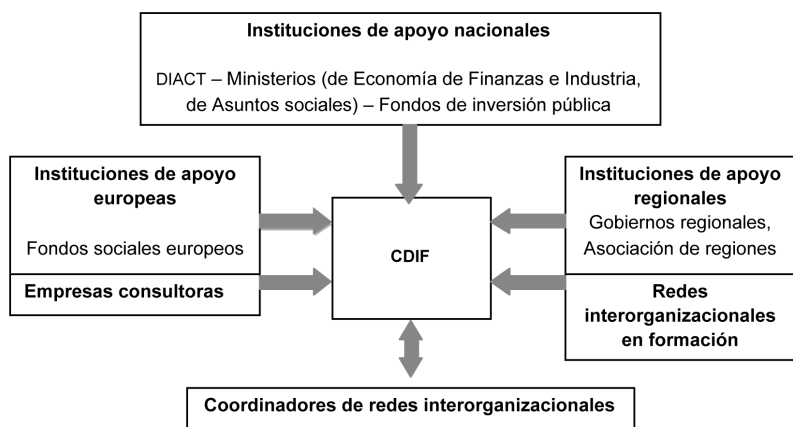 Instituciones de apoyo nacionales
DIACT – Ministerios (de Economía de Finanzas e Industria,
de Asuntos sociales) – Fondos de inversión pública
Instituciones de apoyo
europeas
Fondos sociales europeos
Empresas consultoras
CDIF
Instituciones de apoyo
regionales
Gobiernos regionales,
Asociación de regiones
Redes
interorganizacionales
en formación
Coordinadores de redes interorganizacionales